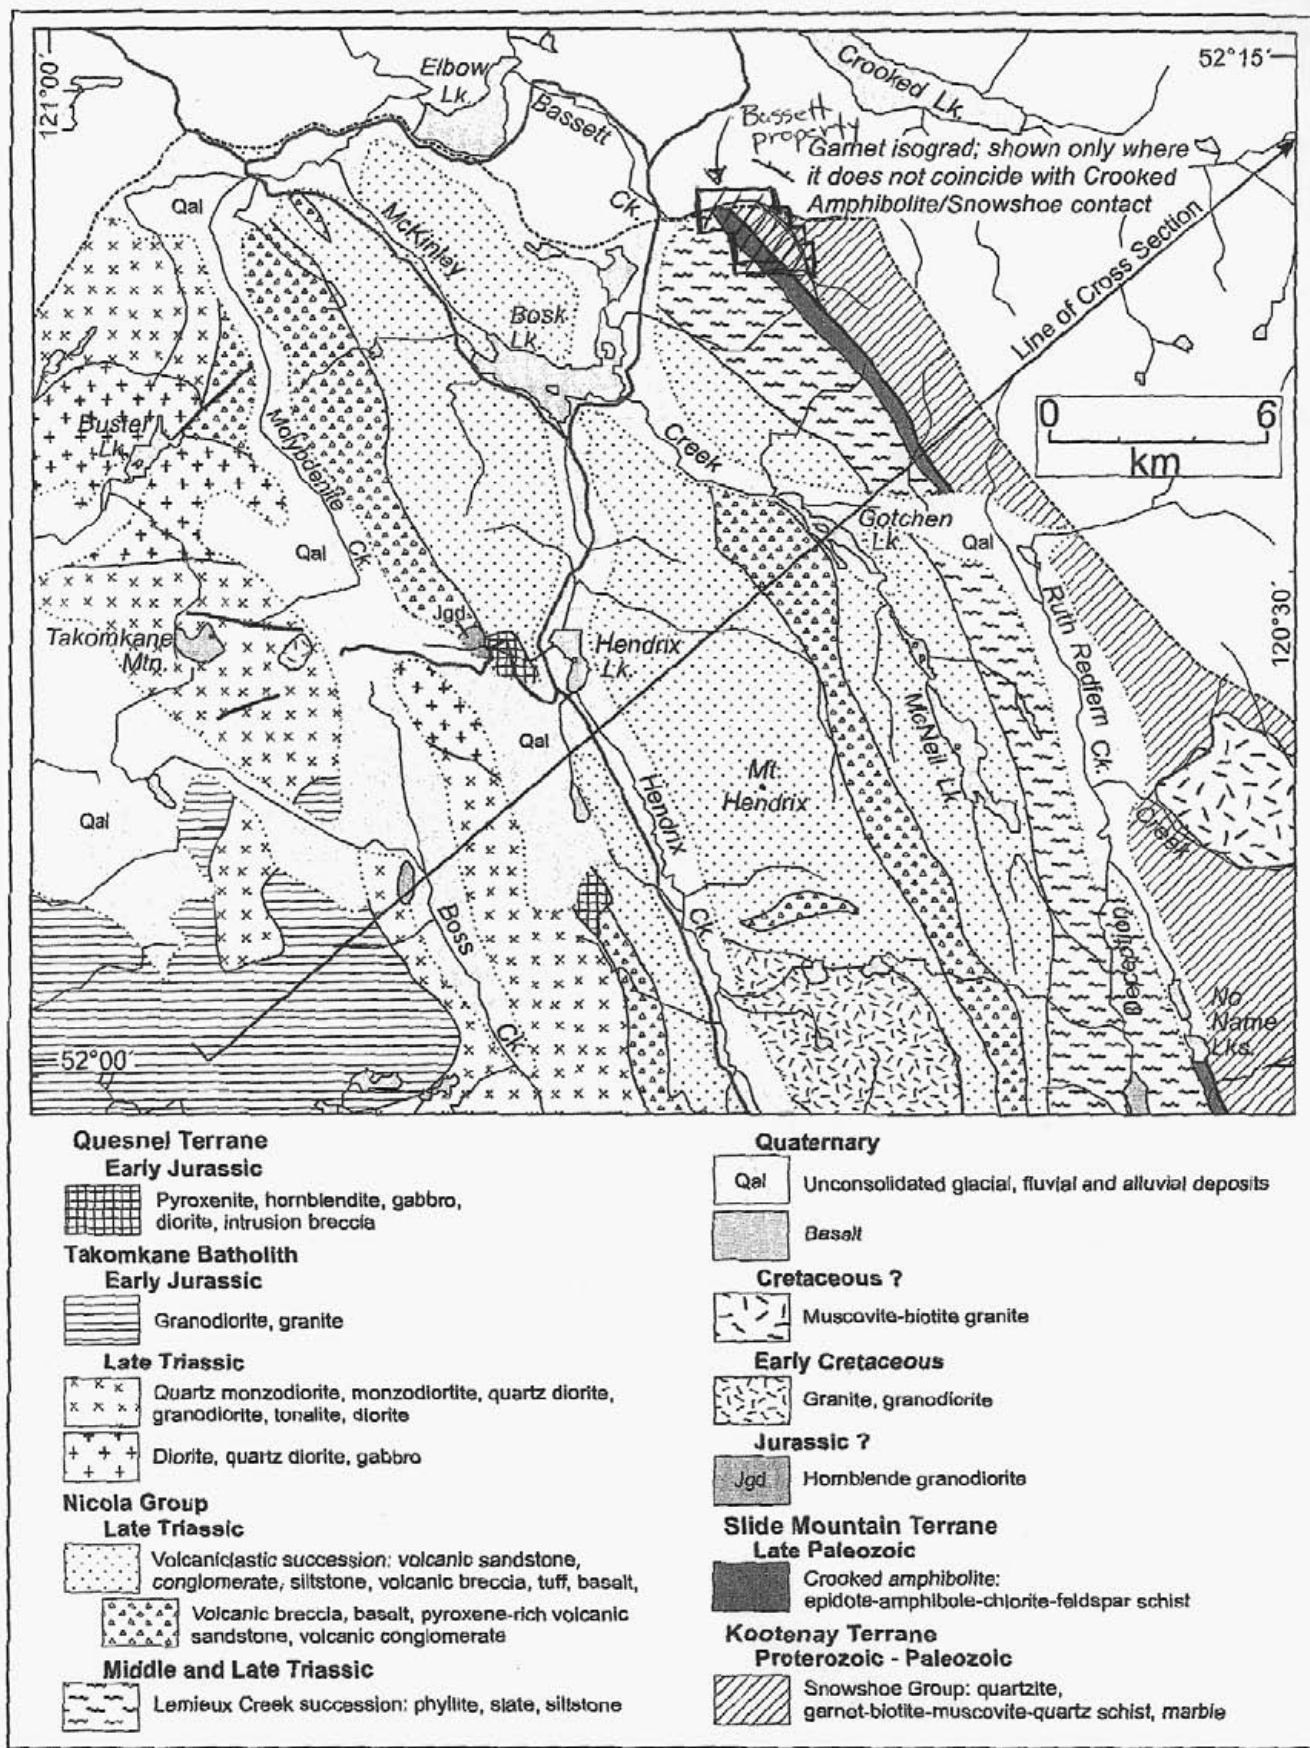 121°00´
52°15´
Elbow
Lk.
Bassett
Ck.
Crooked Lk.
Bassett
property
Garnet isograd; shown only where
it does not coincide with Crooked
Amphibolite/Snowshoe contact
Qal
McKinley
Bosk
Lk.
Line of Cross Section
0 6
km
Buster
Lk.
Molybdenite
Ck.
Creek
Gotchen
Lk.
Qal
Qal
Jgd
Takomkane
Mtn.
Hendrix
Lk.
Ruth Redfern Ck.
120°30´
McNeil Lk.
Qal
Mt.
Hendrix
Hendrix
Ck.
Qal
Creek
Boss
Ck.
Deception
No
Name
Lks.
52°00´
Quesnel Terrane
Early Jurassic
Pyroxenite, hornblendite, gabbro,
diorite, intrusion breccia
Takomkane Batholith
Early Jurassic
Granodiorite, granite
Late Triassic
Quartz monzodiorite, monzodiortite, quartz diorite,
granodiorite, tonalite, diorite
Diorite, quartz diorite, gabbro
Nicola Group
Late Triassic
Volcaniclastic succession: volcanic sandstone,
conglomerate, siltstone, volcanic breccia, tuff, basalt,
Volcanic breccia, basalt, pyroxene-rich volcanic
sandstone, volcanic conglomerate
Middle and Late Triassic
Lemieux Creek succession: phyllite, slate, siltstone
Quaternary
Qal Unconsolidated glacial, fluvial and alluvial deposits
Basalt
Cretaceous ?
Muscovite-biotite granite
Early Cretaceous
Granite, granodiorite
Jurassic ?
Jgd Hornblende granodiorite
Slide Mountain Terrane
Late Paleozoic
Crooked amphibolite:
epidote-amphibole-chlorite-feldspar schist
Kootenay Terrane
Proterozoic - Paleozoic
Snowshoe Group: quartzite,
garnet-biotite-muscovite-quartz schist, marble